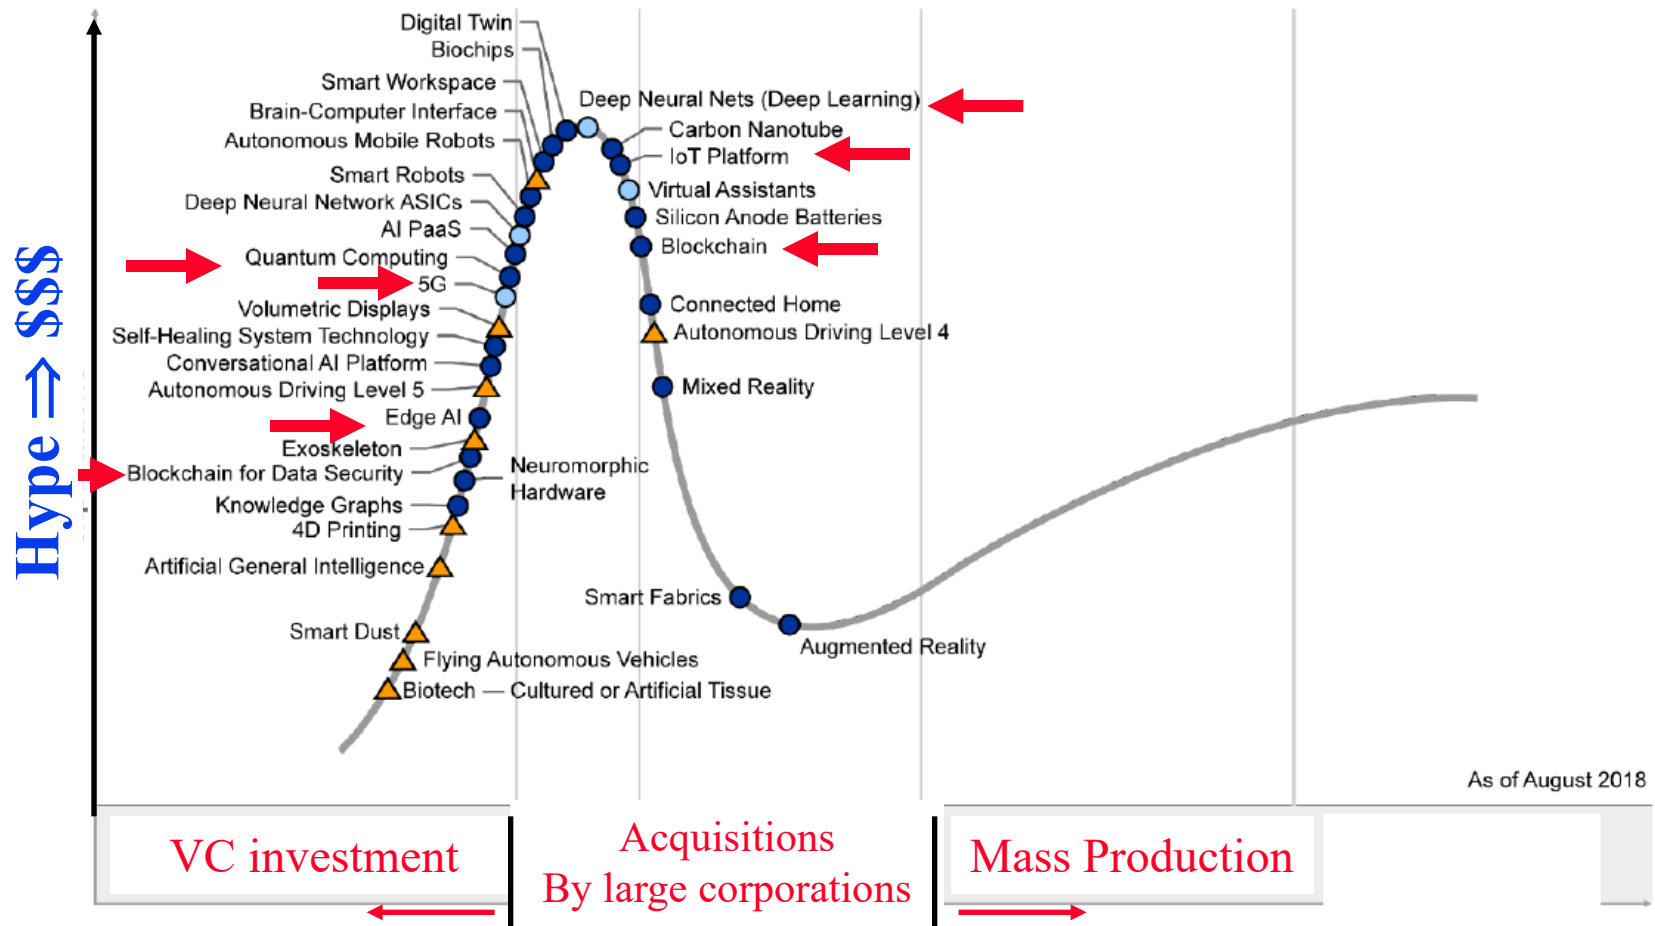 Digital Twin
Biochips
Smart Workspace
Brain-Computer Interface
Autonomous Mobile Robots
Smart Robots
Deep Neural Network ASICs
AI PaaS
Quantum Computing
5G
Volumetric Displays
Self-Healing System Technology
Conversational AI Platform
Autonomous Driving Level 5
Edge AI
Exoskeleton
Blockchain for Data Security
Neuromorphic
Hardware
Knowledge Graphs
4D Printing
Artificial General Intelligence
Smart Dust
Flying Autonomous Vehicles
Biotech — Cultured or Artificial Tissue
Deep Neural Nets (Deep Learning)
Carbon Nanotube
IoT Platform
Virtual Assistants
Silicon Anode Batteries
Blockchain
Connected Home
Autonomous Driving Level 4
Mixed Reality
Smart Fabrics
Augmented Reality
As of August 2018
Hype ⇒ $$$
VC investment
Acquisitions
By large corporations
Mass Production